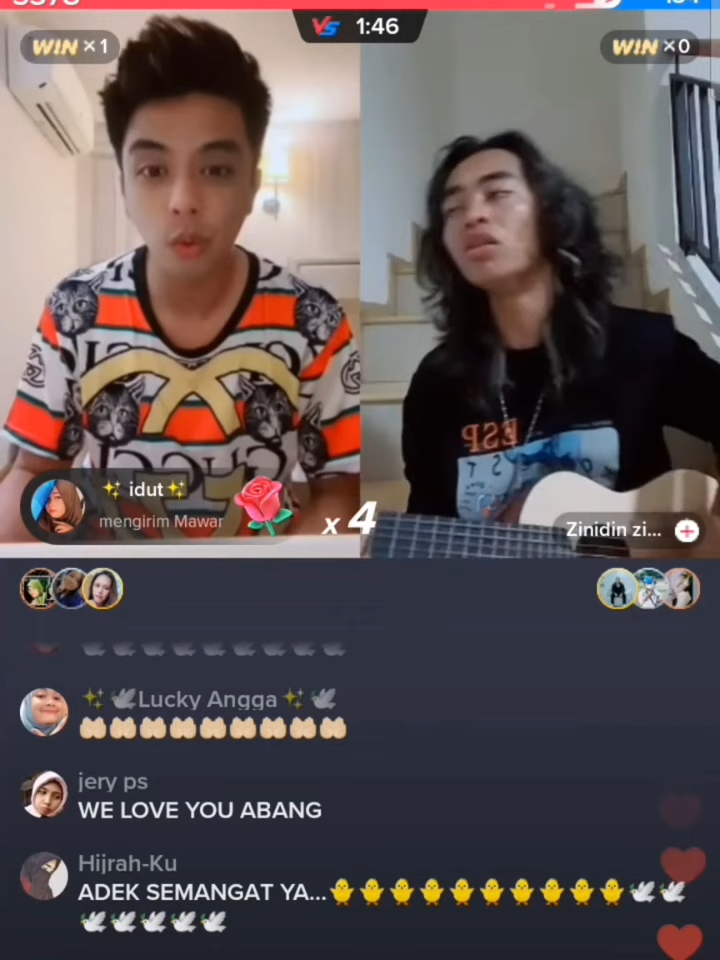 VS 1:46
WIN ×1
WIN ×0
ESP
✨ idut ✨
mengirim Mawar
x 4
Zinidin zi...
✨🕊Lucky Angga✨🕊
🤲🏻🤲🏻🤲🏻🤲🏻🤲🏻🤲🏻🤲🏻🤲🏻🤲🏻
jery ps
WE LOVE YOU ABANG
Hijrah-Ku
ADEK SEMANGAT YA...🐥🐥🐥🐥🐥🐥🐥🐥🐥🐥🕊🕊
🕊🕊🕊🕊🕊